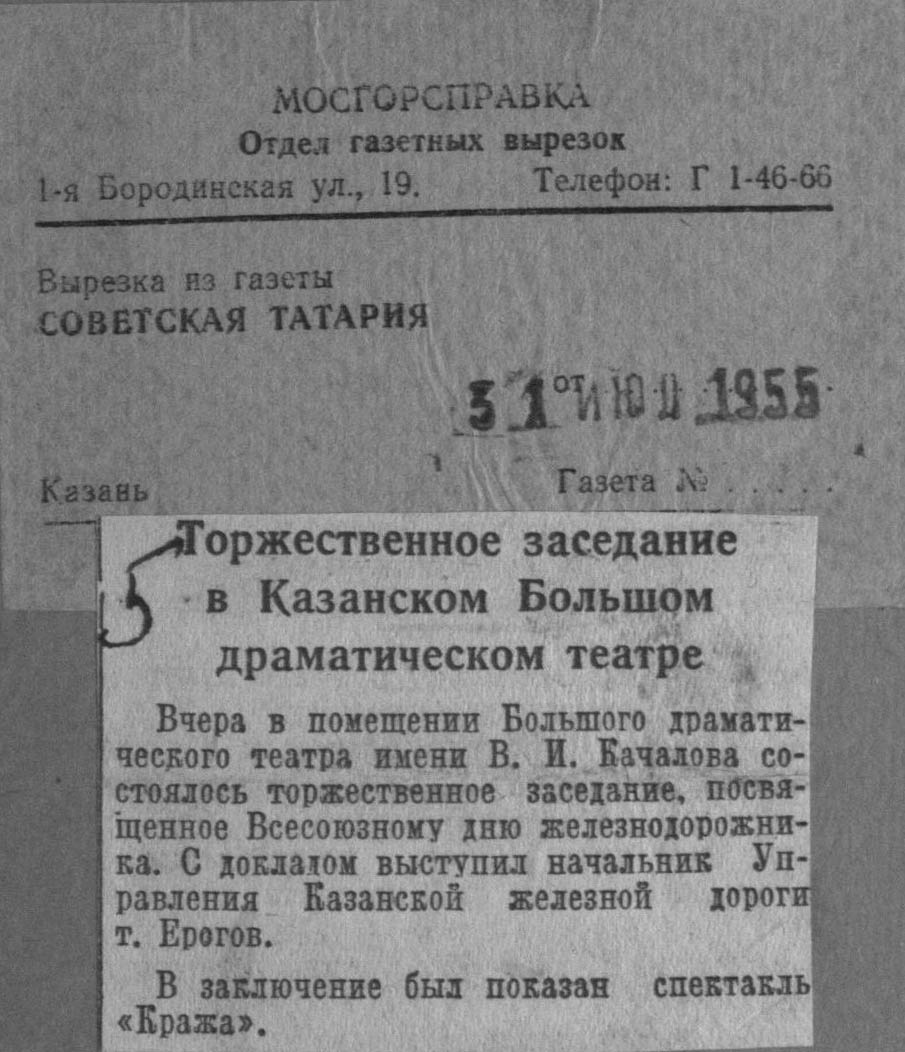 МОСГОРСПРАВКА
Отдел газетных вырезок
1-я Бородинская ул., 19. Телефон: Г 1-46-66
Вырезка из газеты
СОВЕТСКАЯ ТАТАРИЯ
31 от ИЮЛ 1955
Казань Газета № . . . . .
Торжественное заседание
в Казанском Большом
драматическом театре
Вчера в помещении Большого драмати-
ческого театра имени В. И. Качалова со-
стоялось торжественное заседание, посвя-
щенное Всесоюзному дню железнодорожни-
ка. С докладом выступил начальник Уп-
равления Казанской железной дороги
т. Ерогов.
В заключение был показан спектакль
«Кража».